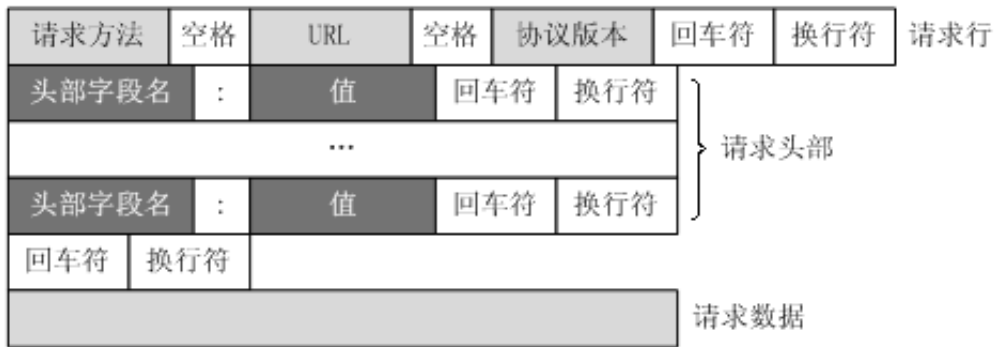 请求方法 空格 URL 空格 协议版本 回车符 换行符 请求行
头部字段名 : 值 回车符 换行符
... 请求头部
头部字段名 : 值 回车符 换行符
回车符 换行符
请求数据